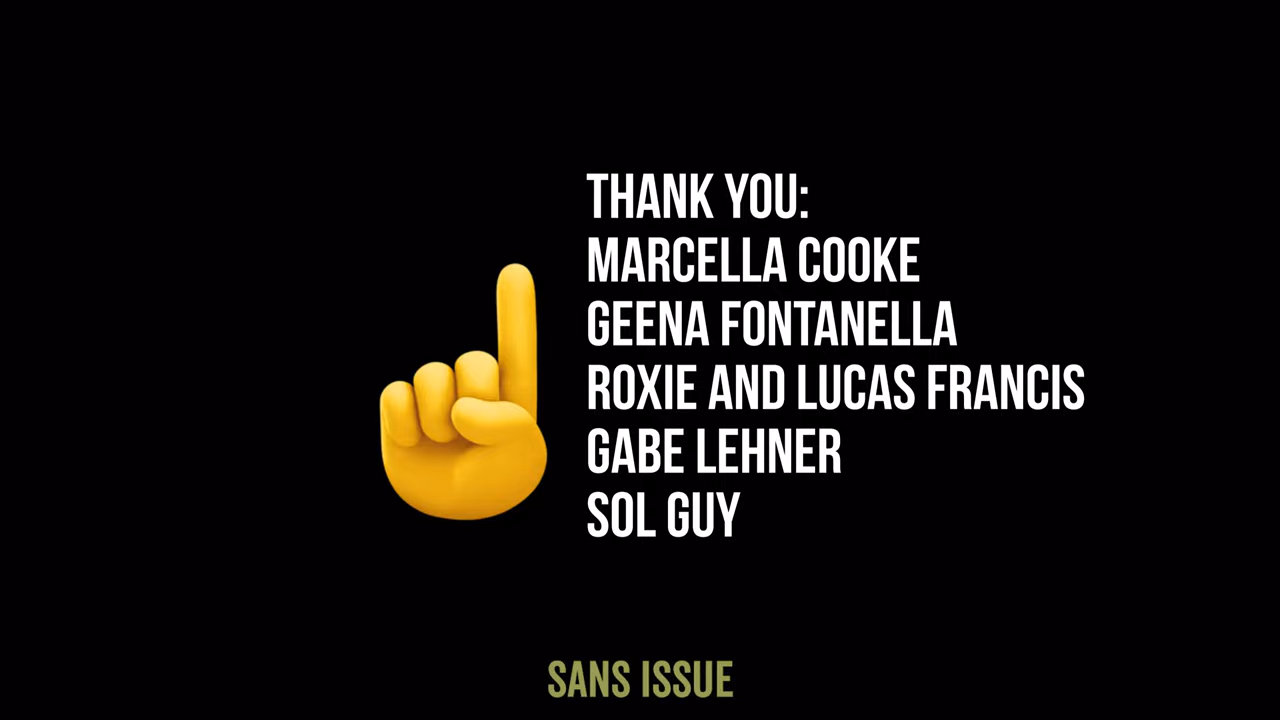 THANK YOU:
MARCELLA COOKE
GEENA FONTANELLA
ROXIE AND LUCAS FRANCIS
GABE LEHNER
SOL GUY
SANS ISSUE